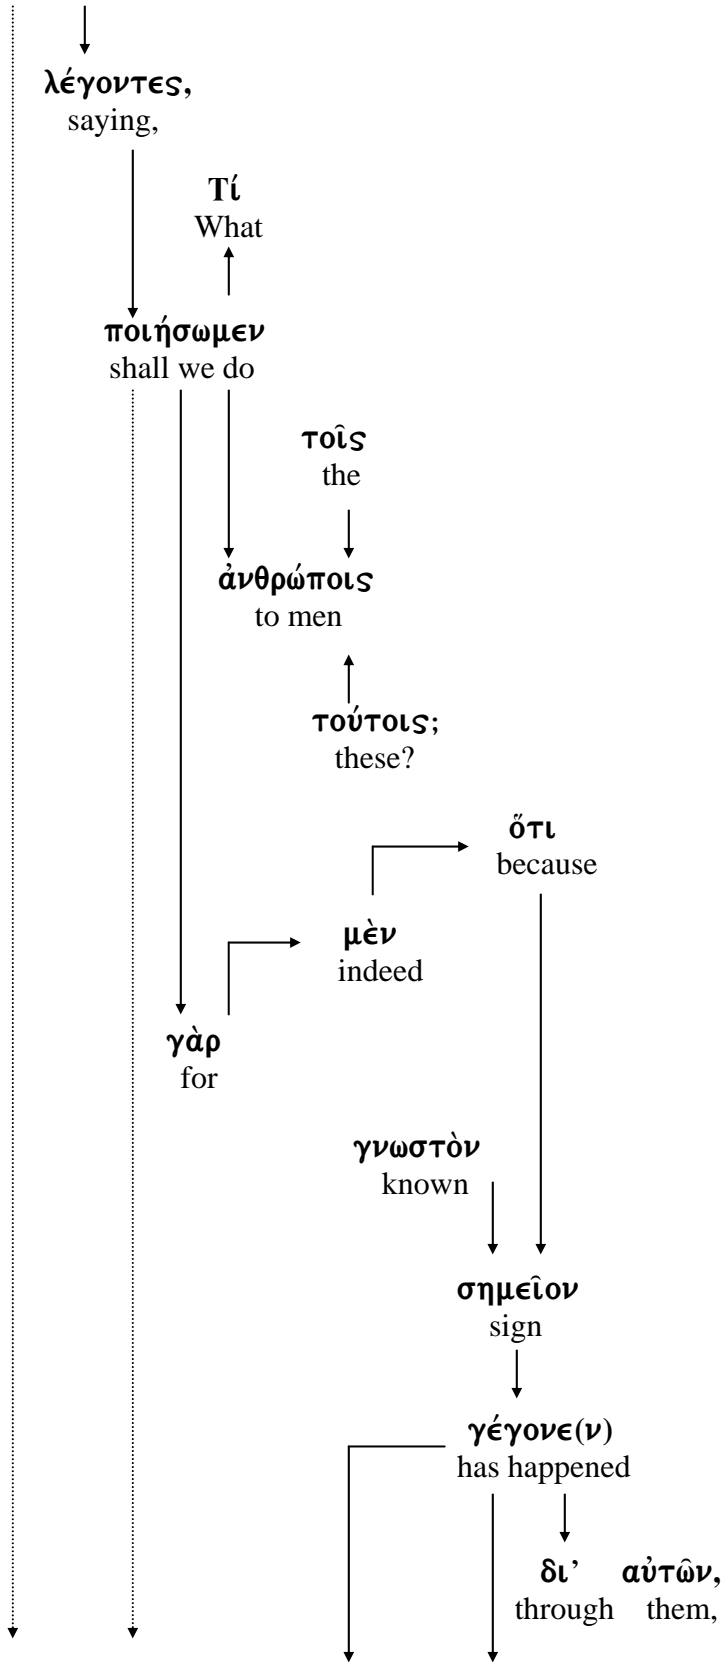 λέγοντες,
saying,
Τί
What
ποιήσωμεν
shall we do
τοῖς
the
ἀνθρώποις
to men
τούτοις;
these?
ὅτι
because
μὲν
indeed
γὰρ
for
γνωστὸν
known
σημεῖον
sign
γέγονε(ν)
has happened
δι’ αὐτῶν,
through them,